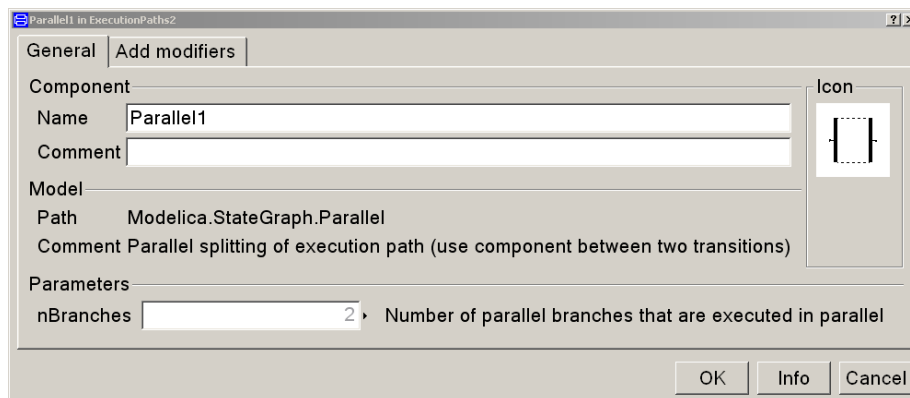 Parallel1 in ExecutionPaths2
General Add modifiers
Component Icon
Name Parallel1
Comment
Model
Path Modelica.StateGraph.Parallel
Comment Parallel splitting of execution path (use component between two transitions)
Parameters
nBranches 2 Number of parallel branches that are executed in parallel
OK Info Cancel